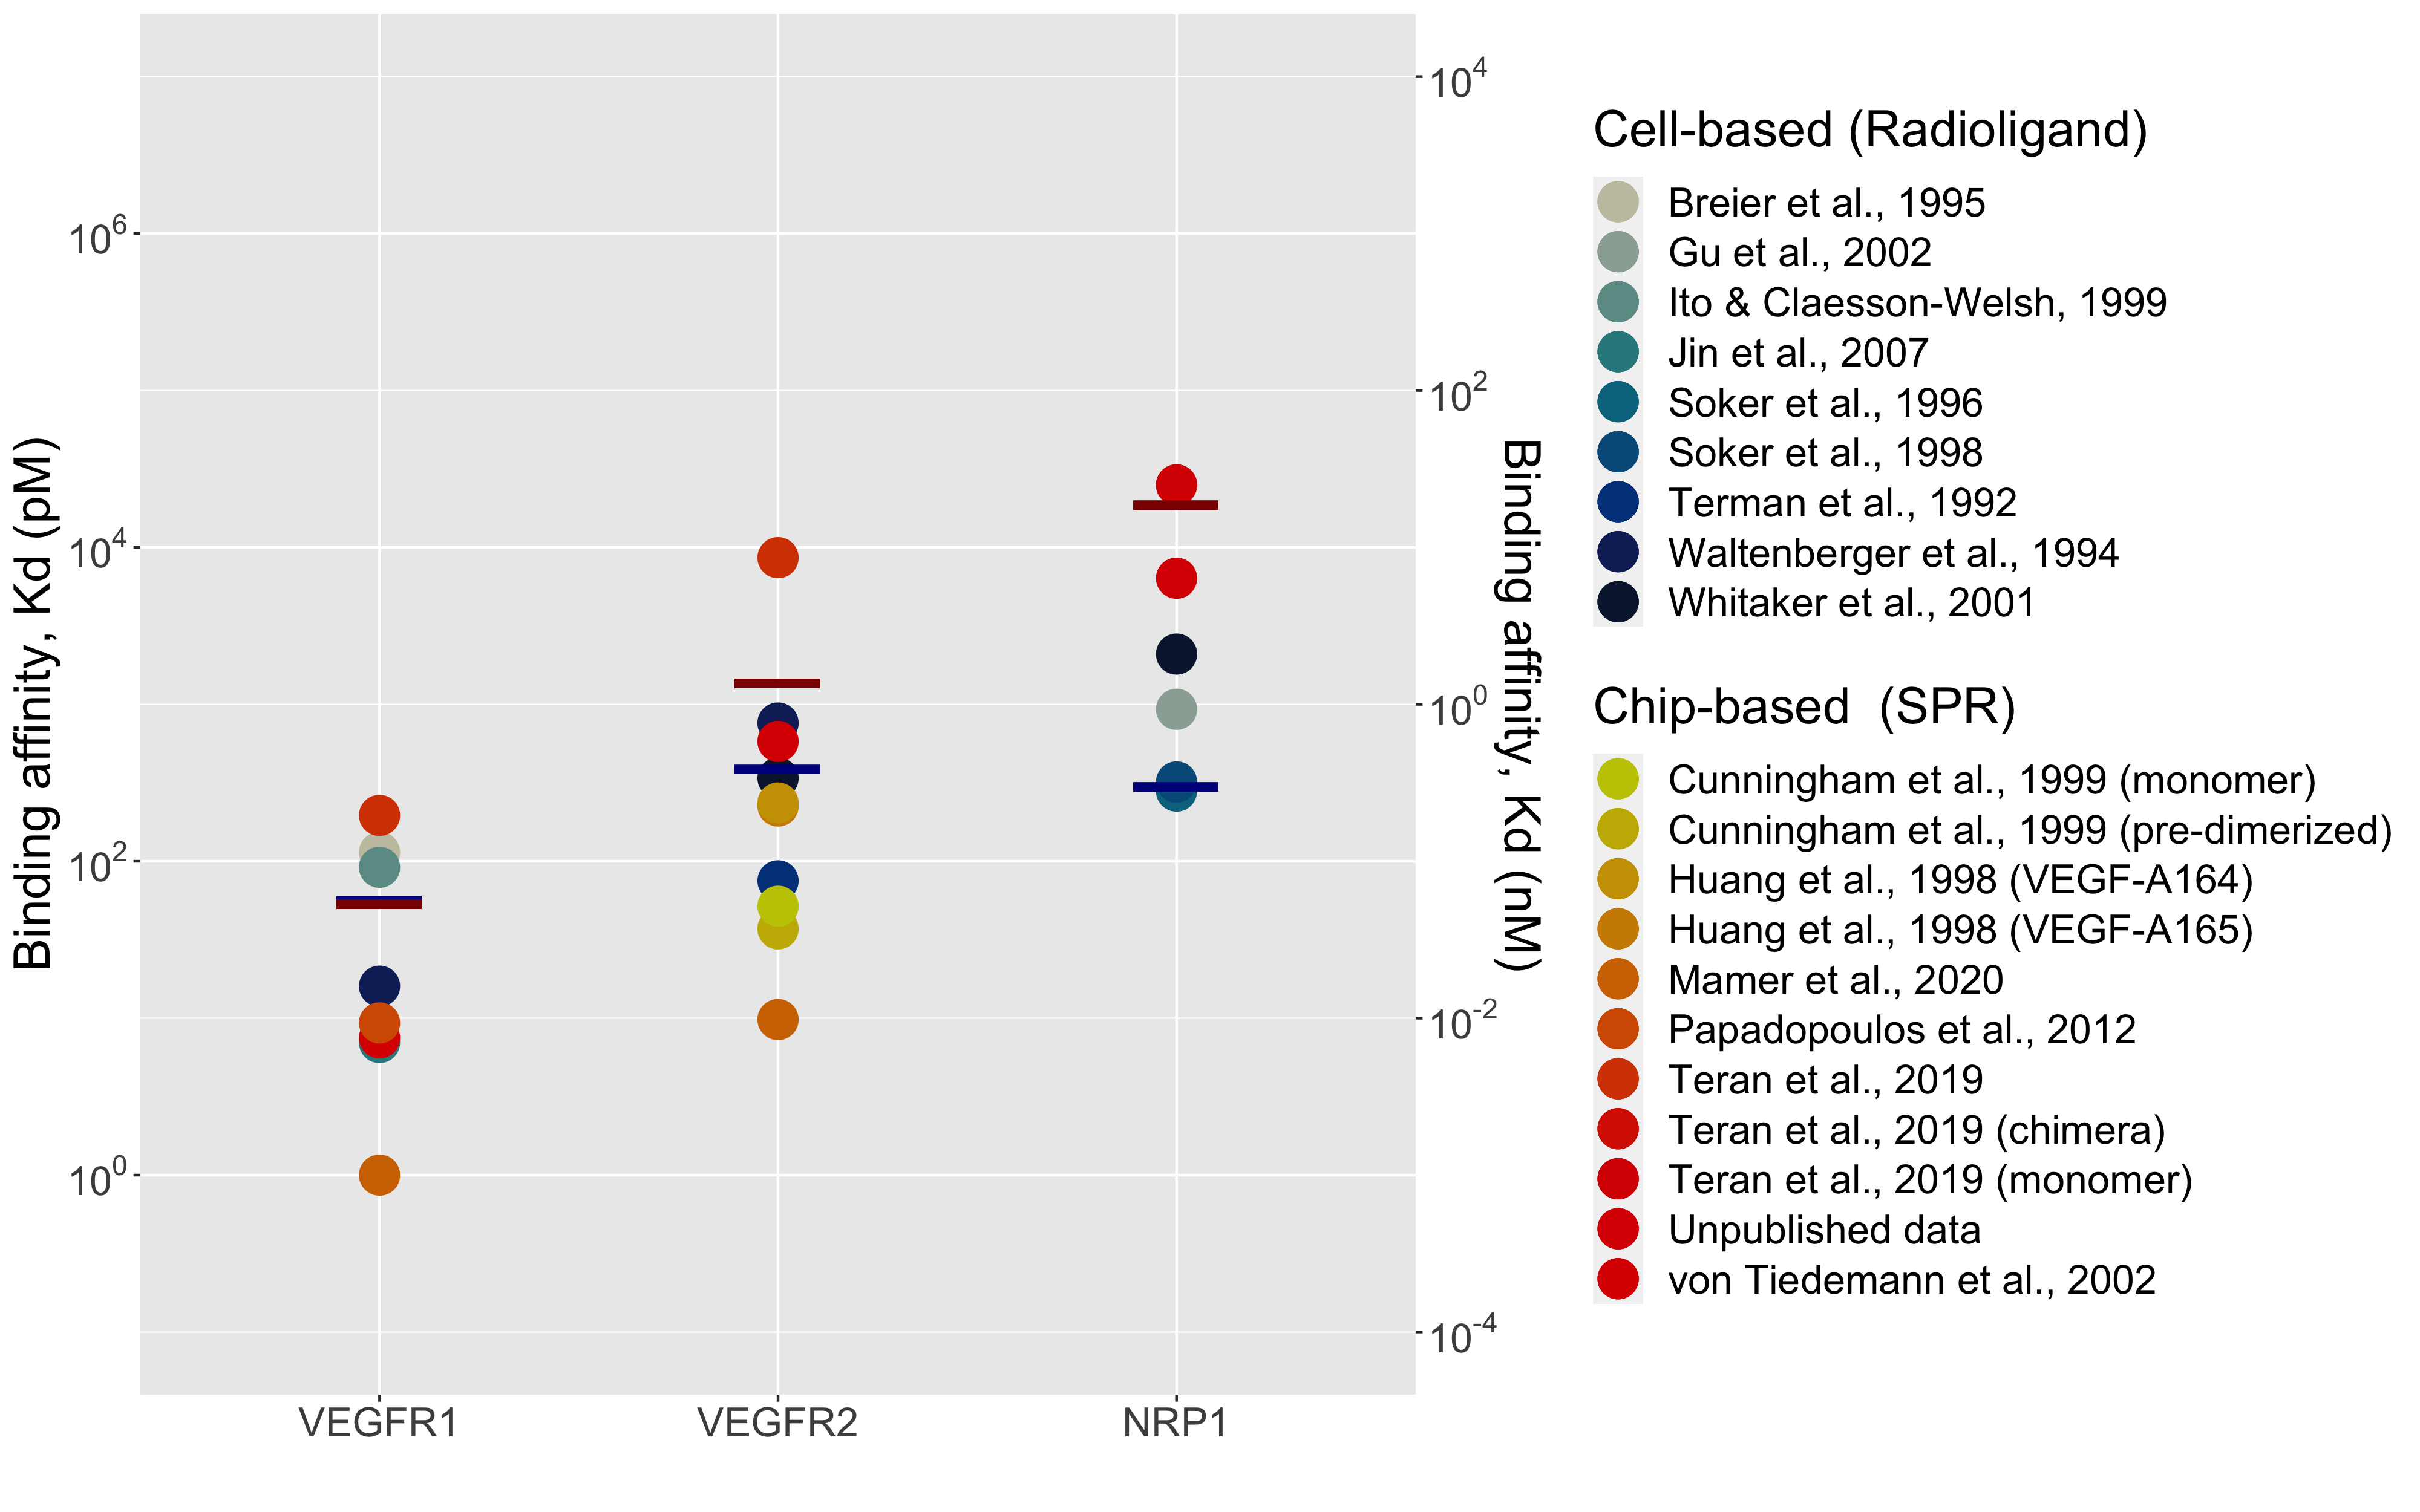 Binding affinity, Kd (pM)
10^6
10^4
10^2
10^0
VEGFR1
VEGFR2
NRP1
10^4
10^2
10^0
10^-2
10^-4
Binding affinity, Kd (nM)
Cell-based (Radioligand)
Breier et al., 1995
Gu et al., 2002
Ito & Claesson-Welsh, 1999
Jin et al., 2007
Soker et al., 1996
Soker et al., 1998
Terman et al., 1992
Waltenberger et al., 1994
Whitaker et al., 2001
Chip-based (SPR)
Cunningham et al., 1999 (monomer)
Cunningham et al., 1999 (pre-dimerized)
Huang et al., 1998 (VEGF-A164)
Huang et al., 1998 (VEGF-A165)
Mamer et al., 2020
Papadopoulos et al., 2012
Teran et al., 2019
Teran et al., 2019 (chimera)
Teran et al., 2019 (monomer)
Unpublished data
von Tiedemann et al., 2002